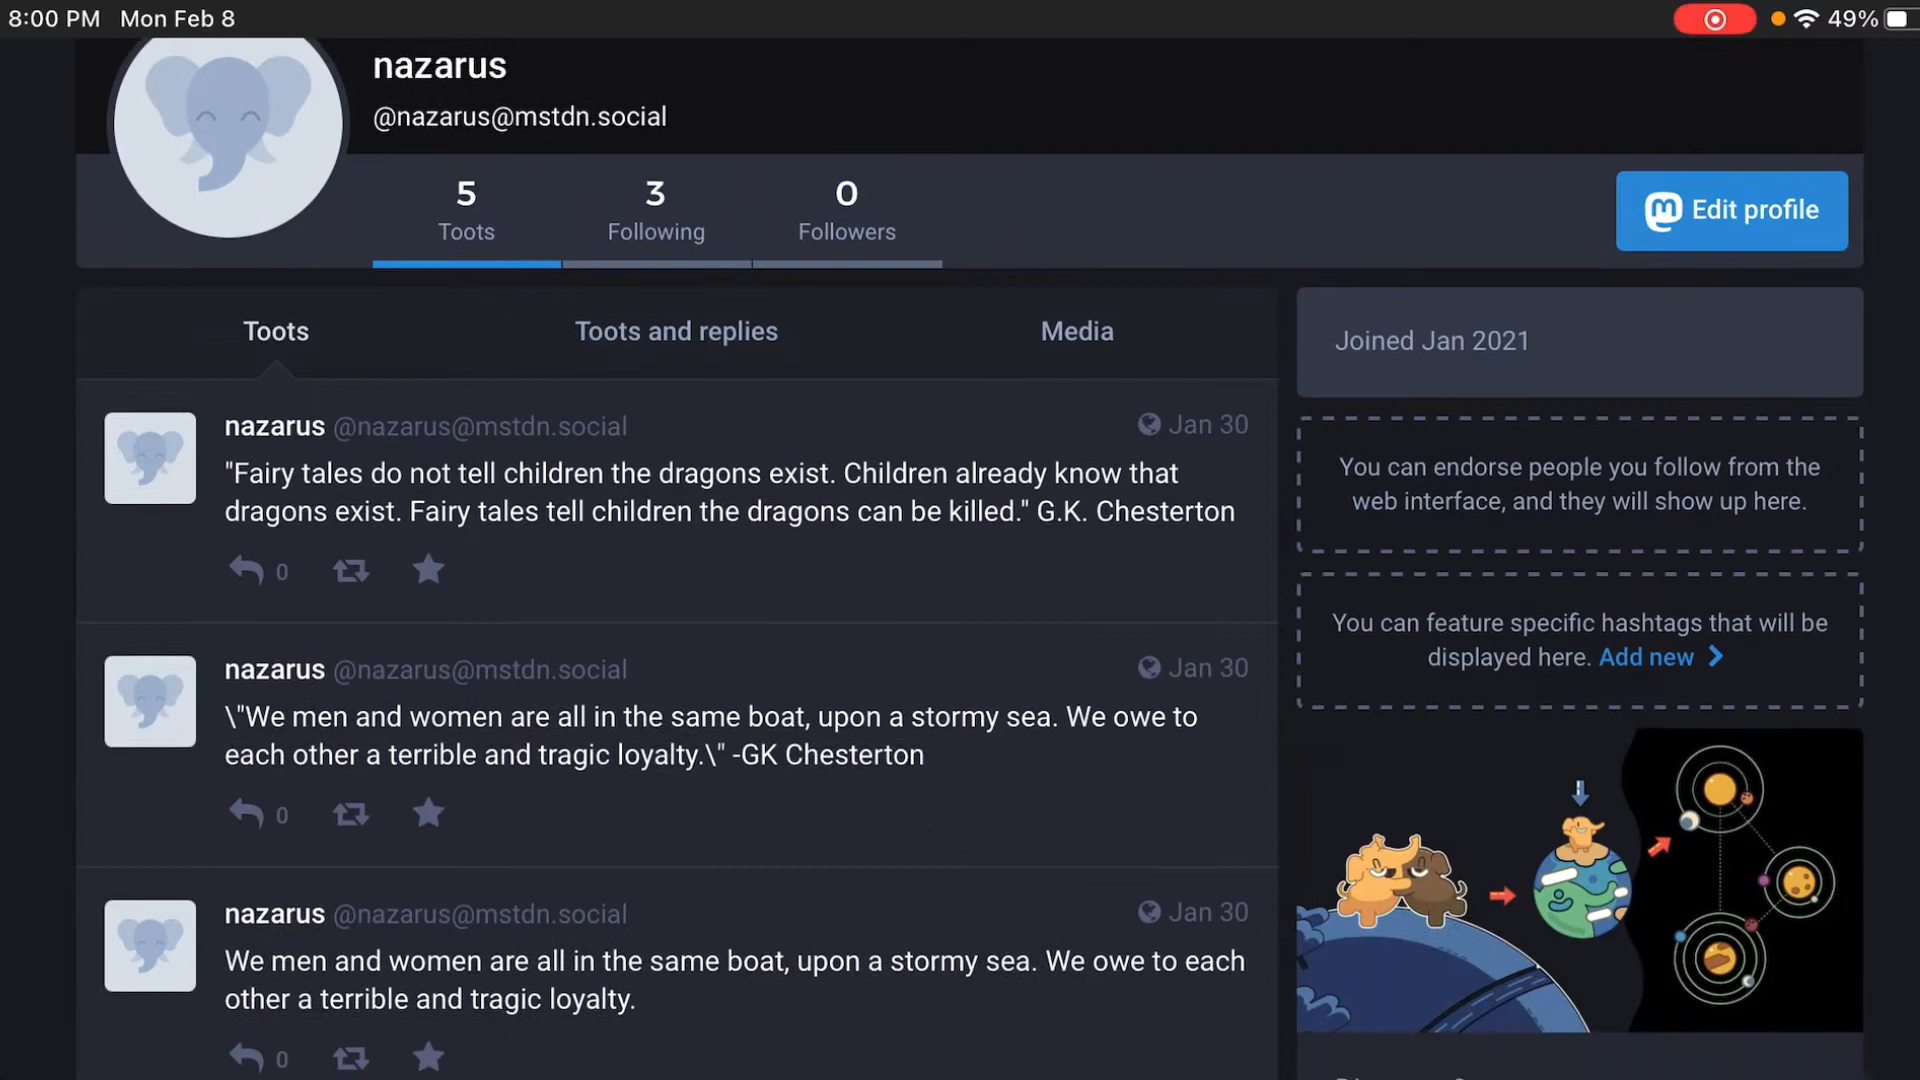 8:00 PM Mon Feb 8
49%
nazarus
@nazarus@mstdn.social
5
Toots
3
Following
0
Followers
Edit profile
Toots
Toots and replies
Media
Joined Jan 2021
nazarus @nazarus@mstdn.social
Jan 30
"Fairy tales do not tell children the dragons exist. Children already know that
dragons exist. Fairy tales tell children the dragons can be killed." G.K. Chesterton
0
nazarus @nazarus@mstdn.social
Jan 30
\"We men and women are all in the same boat, upon a stormy sea. We owe to
each other a terrible and tragic loyalty.\" -GK Chesterton
0
nazarus @nazarus@mstdn.social
Jan 30
We men and women are all in the same boat, upon a stormy sea. We owe to each
other a terrible and tragic loyalty.
0
You can endorse people you follow from the
web interface, and they will show up here.
You can feature specific hashtags that will be
displayed here. Add new